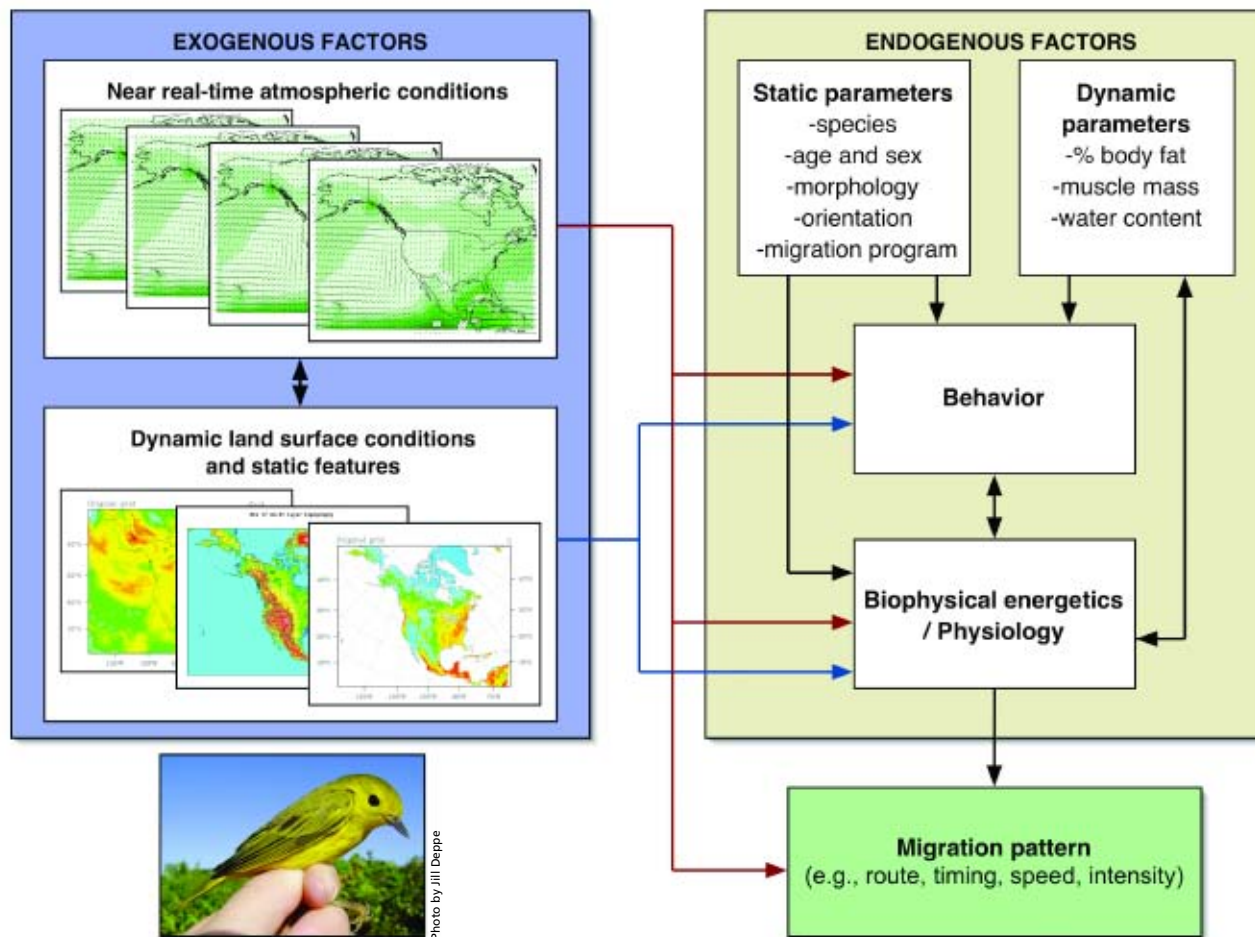 EXOGENOUS FACTORS
Near real-time atmospheric conditions
Dynamic land surface conditions
and static features
Original grid
Photo by Jill Deppe
ENDOGENOUS FACTORS
Static parameters
-species
-age and sex
-morphology
-orientation
-migration program
Dynamic
parameters
-% body fat
-muscle mass
-water content
Behavior
Biophysical energetics
/ Physiology
Migration pattern
(e.g., route, timing, speed, intensity)